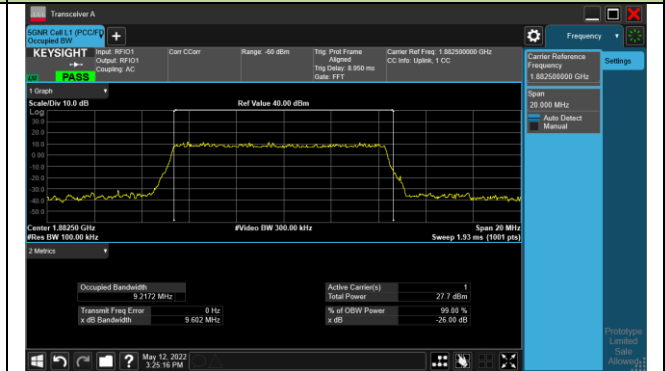 Transceiver A
5GNR Call L1 (PCC/FD
Occupied BW
+
Frequency
KEYSIGHT
Input: RFIO1
Output: RFIO1
Coupling: AC
Corr CCorr
Range: -60 dBm
Trig: Prot Frame
Aligned
Trig Delay: 8.950 ms
Gate: FFT
Carrier Ref Freq: 1.882500000 GHz
CC Info: Uplink, 1 CC
PASS
Carrier Reference
Frequency
1.882500000 GHz
Settings
Span
20.000 MHz
Auto Detect
Manual
1 Graph
Scale/Div 10.0 dB
Ref Value 40.00 dBm
Log
30.0
20.0
10.0
0.00
-10.0
-20.0
-30.0
-40.0
-50.0
Center 1.88250 GHz
#Video BW 300.00 kHz
Span 20 MHz
#Res BW 100.00 kHz
Sweep 1.93 ms (1001 pts)
2 Metrics
Occupied Bandwidth
9.2172 MHz
Active Carrier(s) 1
Total Power 27.7 dBm
Transmit Freq Error 0 Hz
x dB Bandwidth 9.602 MHz
% of OBW Power 99.00 %
x dB -26.00 dB
Prototype
Limited
Sale
Allowed
?
May 12, 2022
3:25:16 PM